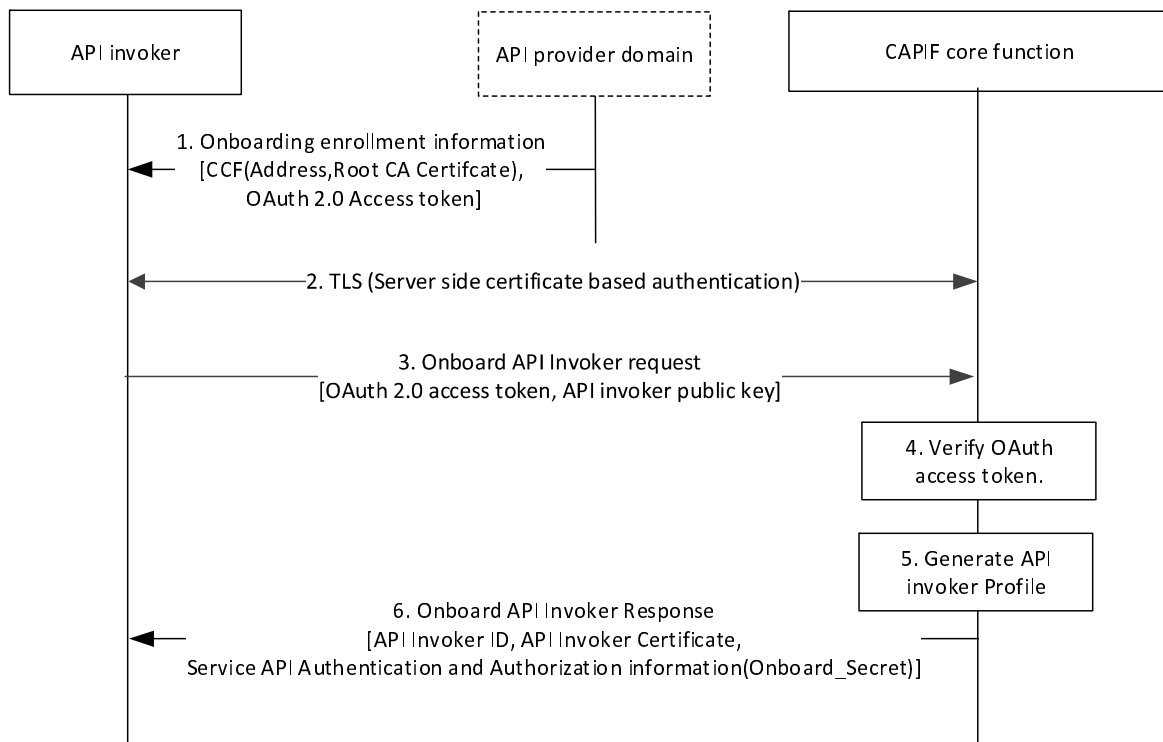 API invoker
API provider domain
CAPIF core function
1. Onboarding enrollment information
[CCF(Address,Root CA Certifcate),
OAuth 2.0 Access token]
2. TLS (Server side certificate based authentication)
3. Onboard API Invoker request
[OAuth 2.0 access token, API invoker public key]
4. Verify OAuth
access token.
5. Generate API
invoker Profile
6. Onboard API Invoker Response
[API Invoker ID, API Invoker Certificate,
Service API Authentication and Authorization information(Onboard_Secret)]